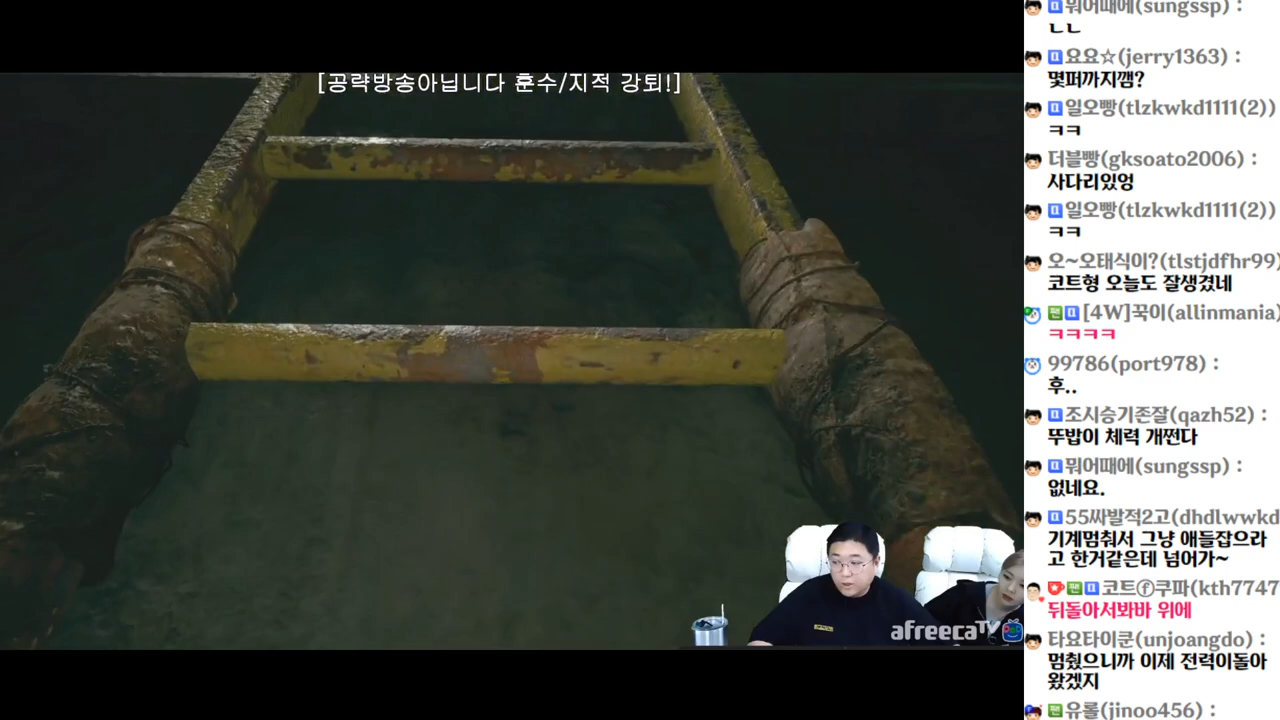 [공략방송아닙니다 훈수/지적 강퇴!]
afreecaTV
뭐어때에(sungssp) :
ㄴㄴ
요요☆(jerry1363) :
몇퍼까지깸?
일오빵(tlzkwkd1111(2))
ㅋㅋ
더블빵(gksoato2006) :
사다리있엉
일오빵(tlzkwkd1111(2))
ㅋㅋ
오~오태식이?(tlstjdfhr99)
코트형 오늘도 잘생겼네
팬 [4W]꾹이(allinmania)
ㅋㅋㅋㅋ
99786(port978) :
후..
조시승기존잘(qazh52) :
뚜밥이 체력 개쩐다
뭐어때에(sungssp) :
없네요.
55싸발적2고(dhdlwwkd
기계멈춰서 그냥 애들잡으라
고 한거같은데 넘어가~
팬 코트ⓕ쿠파(kth7747
뒤돌아서봐바 위에
타요타이쿤(unjoangdo) :
멈췄으니까 이제 전력이돌아
왔겠지
팬 유롤(jinoo456) :